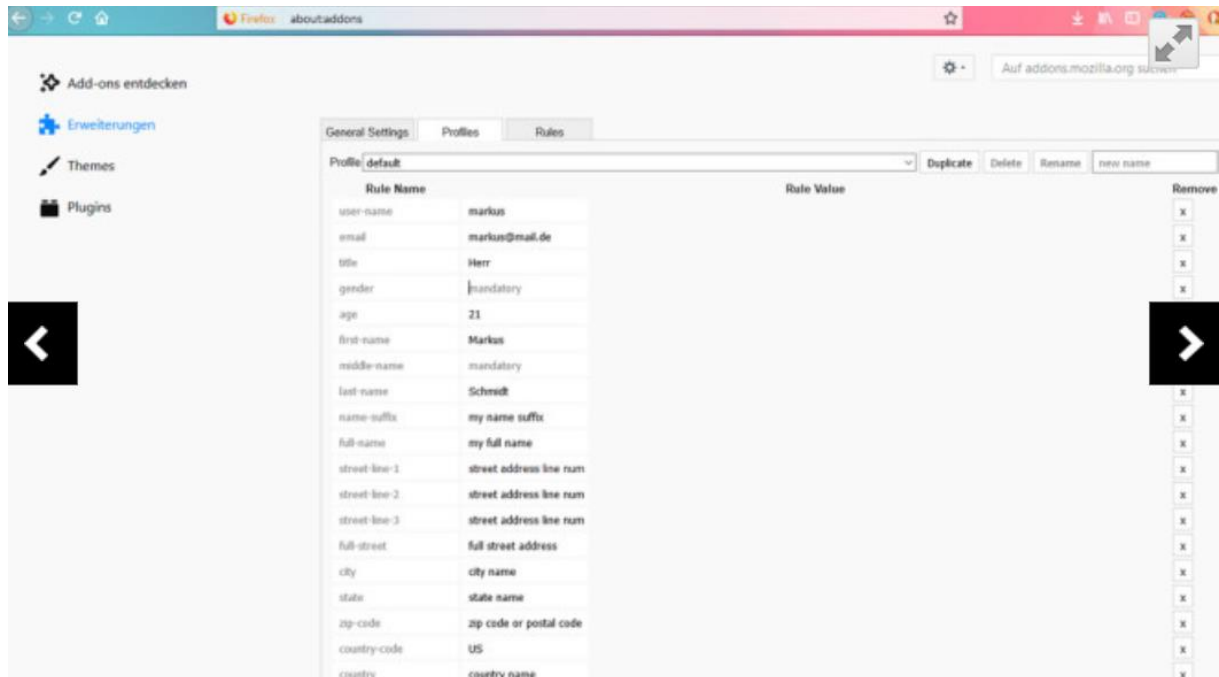 Firefox about:addons
Auf addons.mozilla.org
Add-ons entdecken
Erweiterungen
Themes
Plugins
General Settings Profiles Rules
Profile default Duplicate Delete Rename new name
Rule Name Rule Value Remove
user-name markus x
email markus@mail.de x
title Herr x
gender mandatory x
age 21
first-name Markus
middle-name mandatory
last-name Schmidt x
name-suffix my name suffix x
full-name my full name x
street-line-1 street address line num x
street-line-2 street address line num x
street-line-3 street address line num x
full-street full street address x
city city name x
state state name x
zip-code zip code or postal code x
country-code US x
country country name x